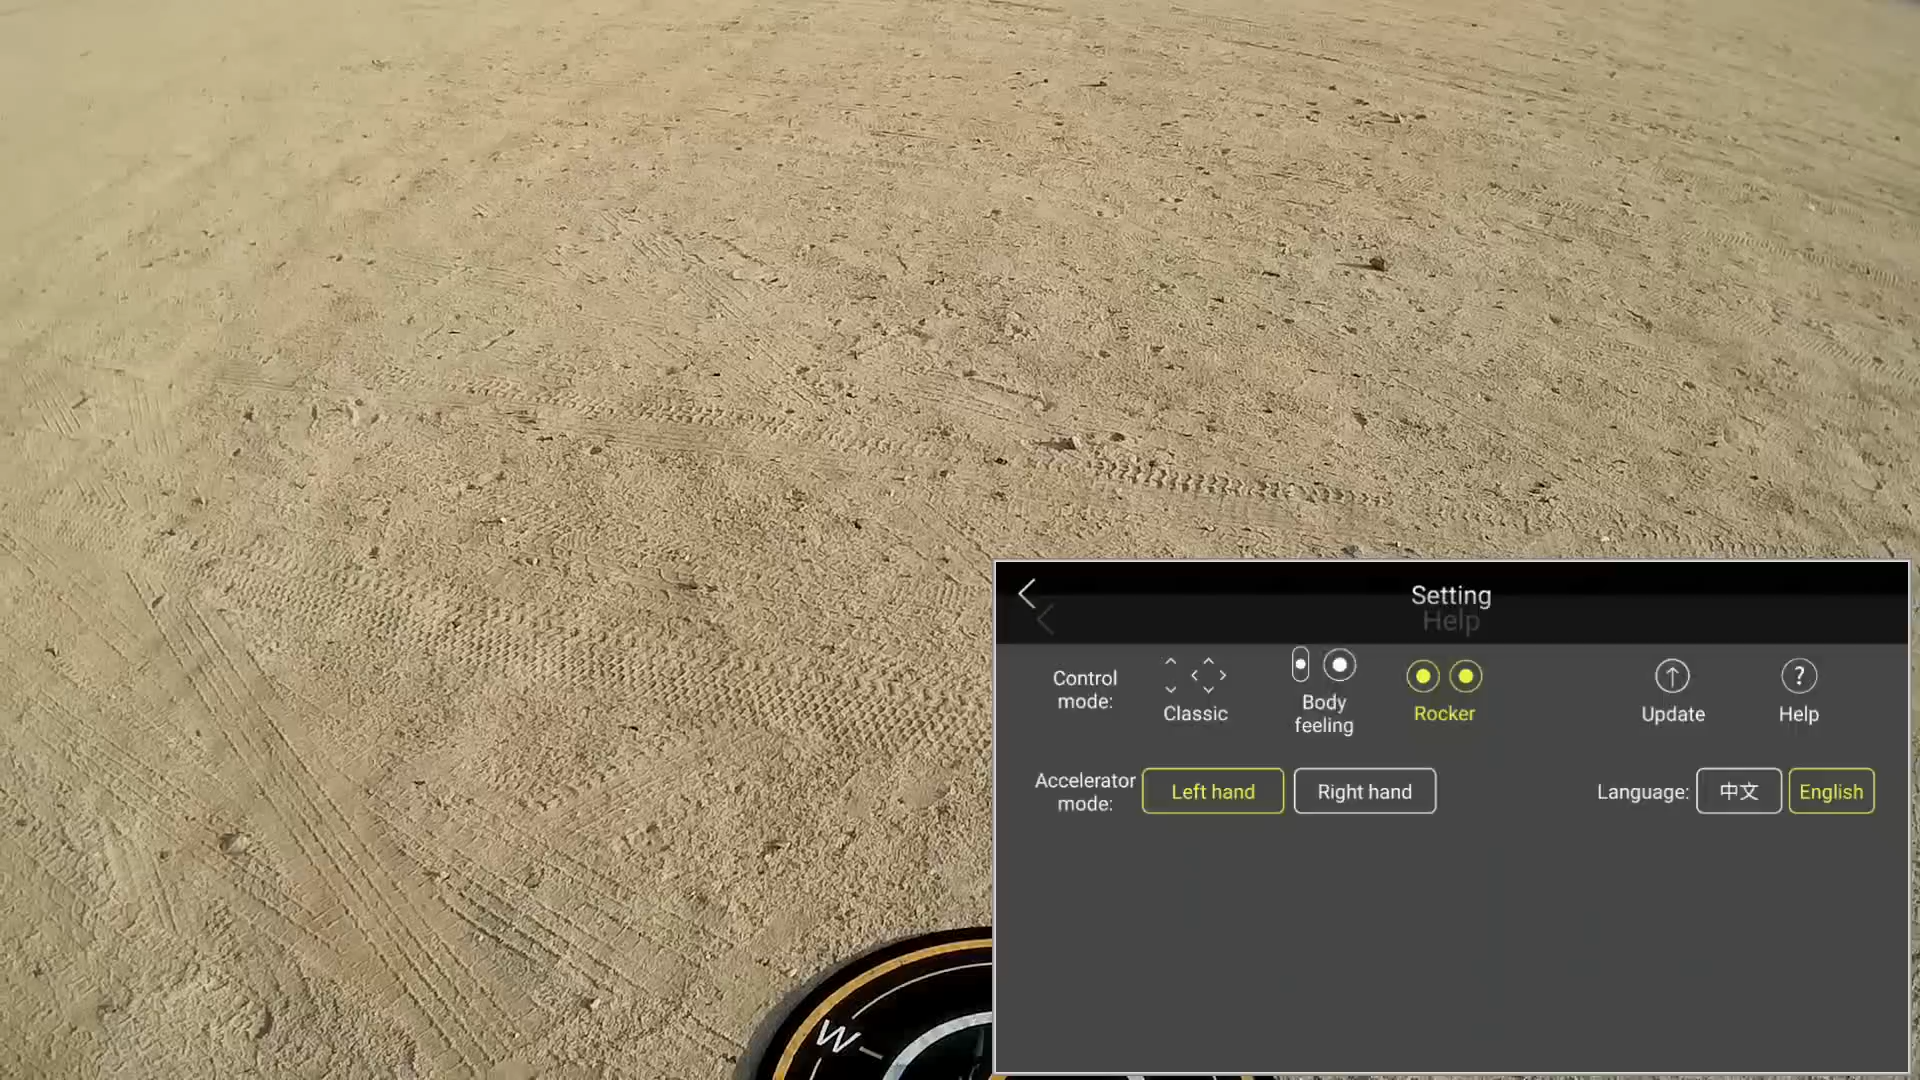 Setting
Help
Control
mode:
Classic
Body
feeling
Rocker
Update
?
Help
Accelerator
mode:
Left hand
Right hand
Language:
中文
English
W